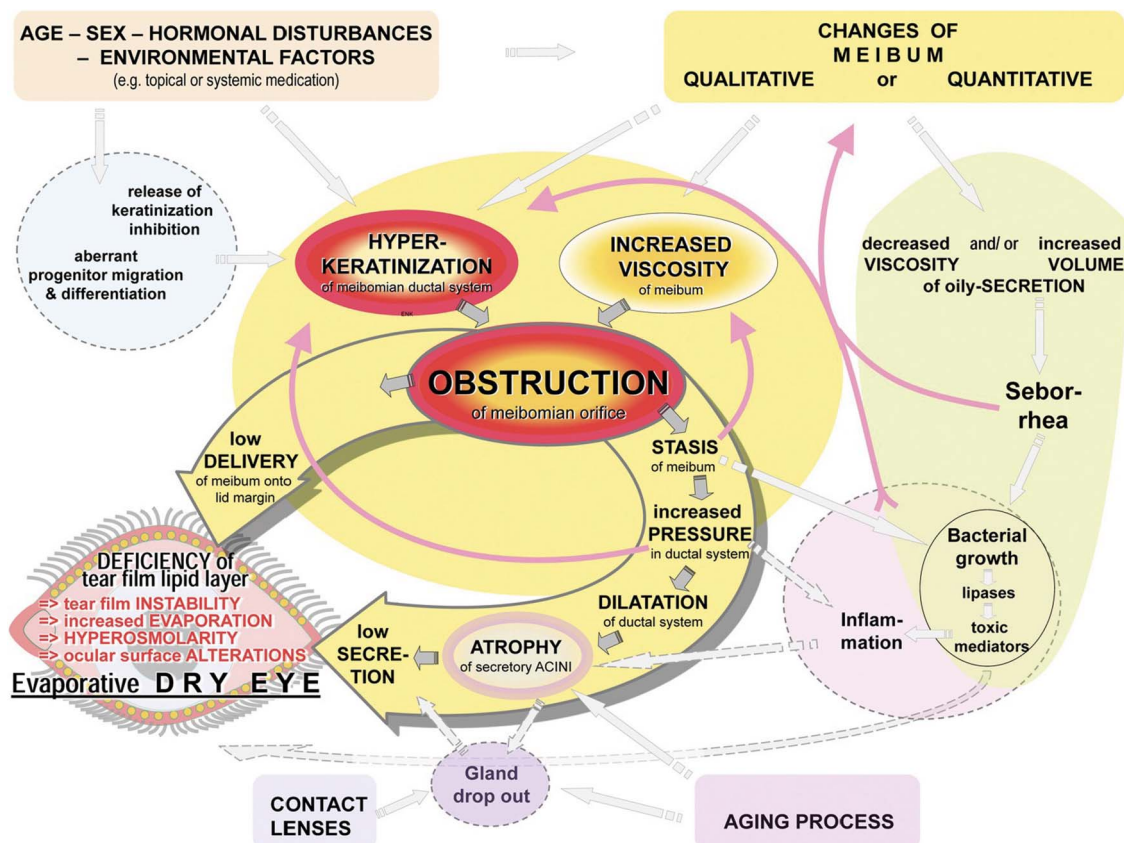 AGE – SEX – HORMONAL DISTURBANCES
– ENVIRONMENTAL FACTORS
(e.g. topical or systemic medication)
CHANGES OF
MEIBUM
QUALITATIVE or QUANTITATIVE
release of
keratinization
inhibition
aberrant
progenitor migration
& differentiation
HYPER-
KERATINIZATION
of meibomian ductal system
ENK
INCREASED
VISCOSITY
of meibum
decreased and/ or increased
VISCOSITY VOLUME
of oily-SECRETION
OBSTRUCTION
of meibomian orifice
Sebor-
rhea
low
DELIVERY
of meibum onto
lid margin
STASIS
of meibum
increased
PRESSURE
in ductal system
DILATATION
of ductal system
Bacterial
growth
lipases
toxic
mediators
Inflam-
mation
ATROPHY
of secretory ACINI
low
SECRE-
TION
DEFICIENCY of
tear film lipid layer
=> tear film INSTABILITY
=> increased EVAPORATION
=> HYPEROSMOLARITY
=> ocular surface ALTERATIONS
Evaporative DRY EYE
Gland
drop out
CONTACT
LENSES
AGING PROCESS